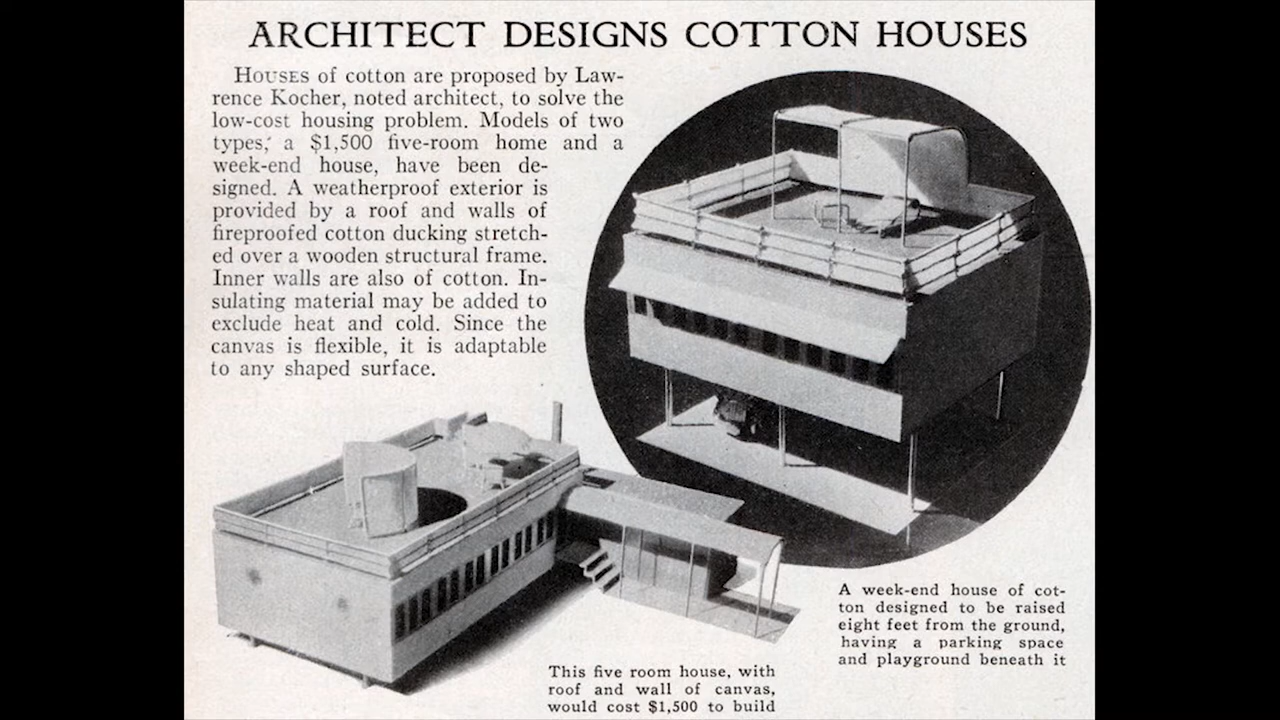 ARCHITECT DESIGNS COTTON HOUSES
HOUSES of cotton are proposed by Law-
rence Kocher, noted architect, to solve the
low-cost housing problem. Models of two
types, a $1,500 five-room home and a
week-end house, have been de-
signed. A weatherproof exterior is
provided by a roof and walls of
fireproofed cotton ducking stretch-
ed over a wooden structural frame.
Inner walls are also of cotton. In-
sulating material may be added to
exclude heat and cold. Since the
canvas is flexible, it is adaptable
to any shaped surface.
A week-end house of cot-
ton designed to be raised
eight feet from the ground,
having a parking space
and playground beneath it
This five room house, with
roof and wall of canvas,
would cost $1,500 to build